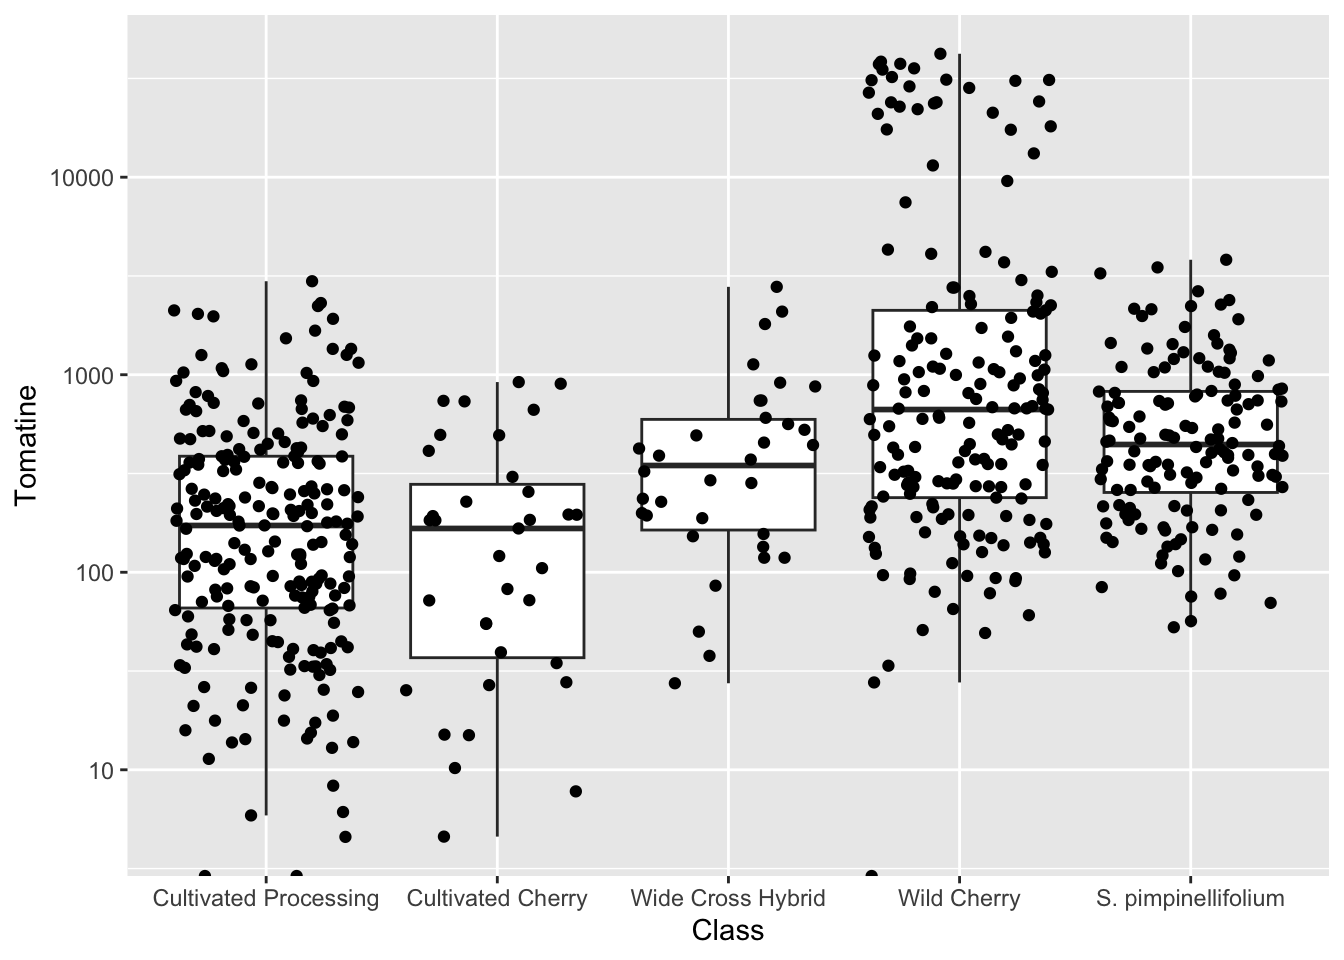 Tomatine
10000
1000
100
10
Cultivated Processing
Cultivated Cherry
Wide Cross Hybrid
Wild Cherry
S. pimpinellifolium
Class